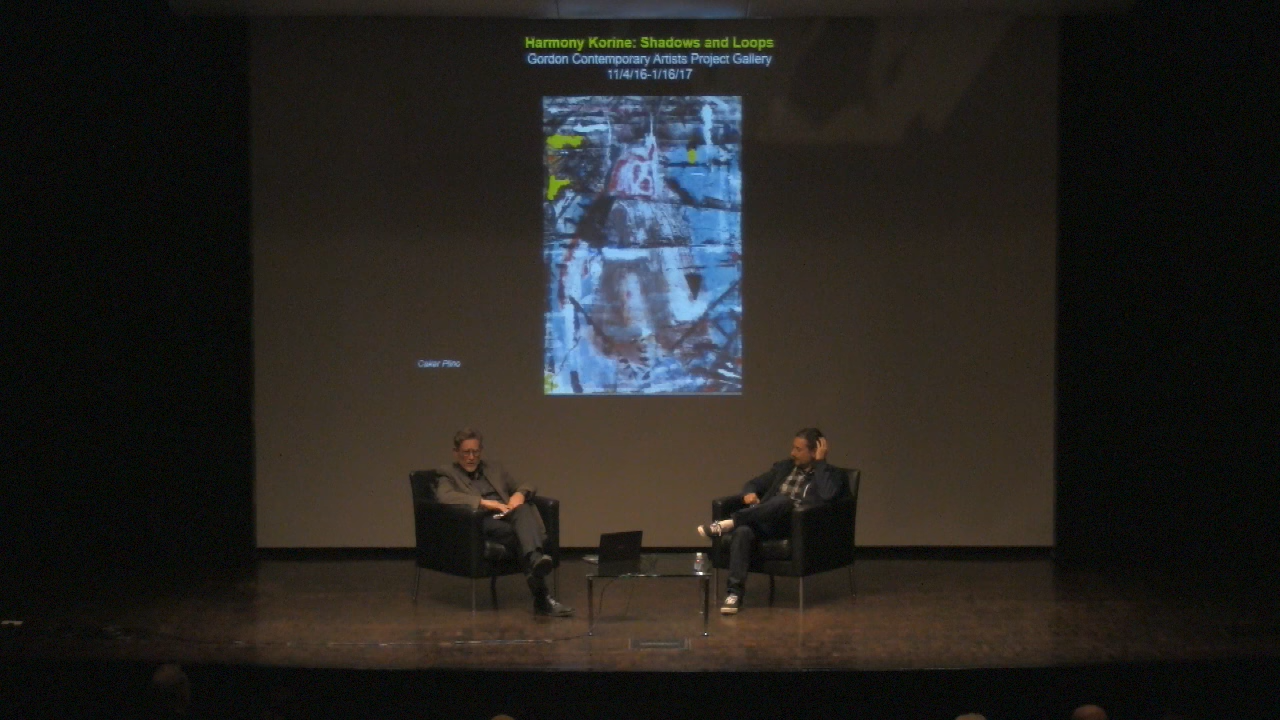 Harmony Korine: Shadows and Loops
Gordon Contemporary Artists Project Gallery
11/4/16-1/16/17